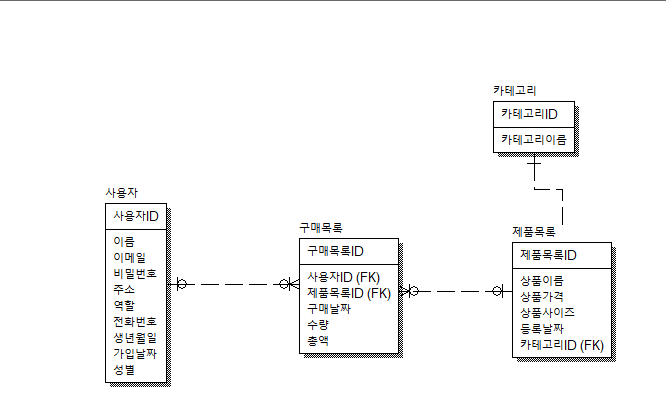 카테고리
카테고리ID
카테고리이름
사용자
사용자ID
이름
이메일
비밀번호
주소
역할
전화번호
생년월일
가입날짜
성별
구매목록
구매목록ID
사용자ID (FK)
제품목록ID (FK)
구매날짜
수량
총액
제품목록
제품목록ID
상품이름
상품가격
상품사이즈
등록날짜
카테고리ID (FK)